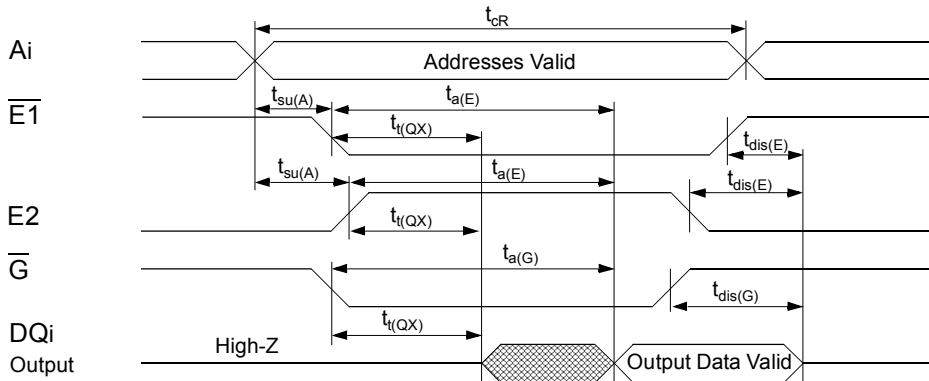 t_cR
Ai
Addresses Valid
t_su(A)
t_a(E)
E1
t_t(QX)
t_dis(E)
t_su(A)
t_a(E)
t_dis(E)
E2
t_t(QX)
G
t_a(G)
t_dis(G)
t_t(QX)
DQi
Output
High-Z
Output Data Valid